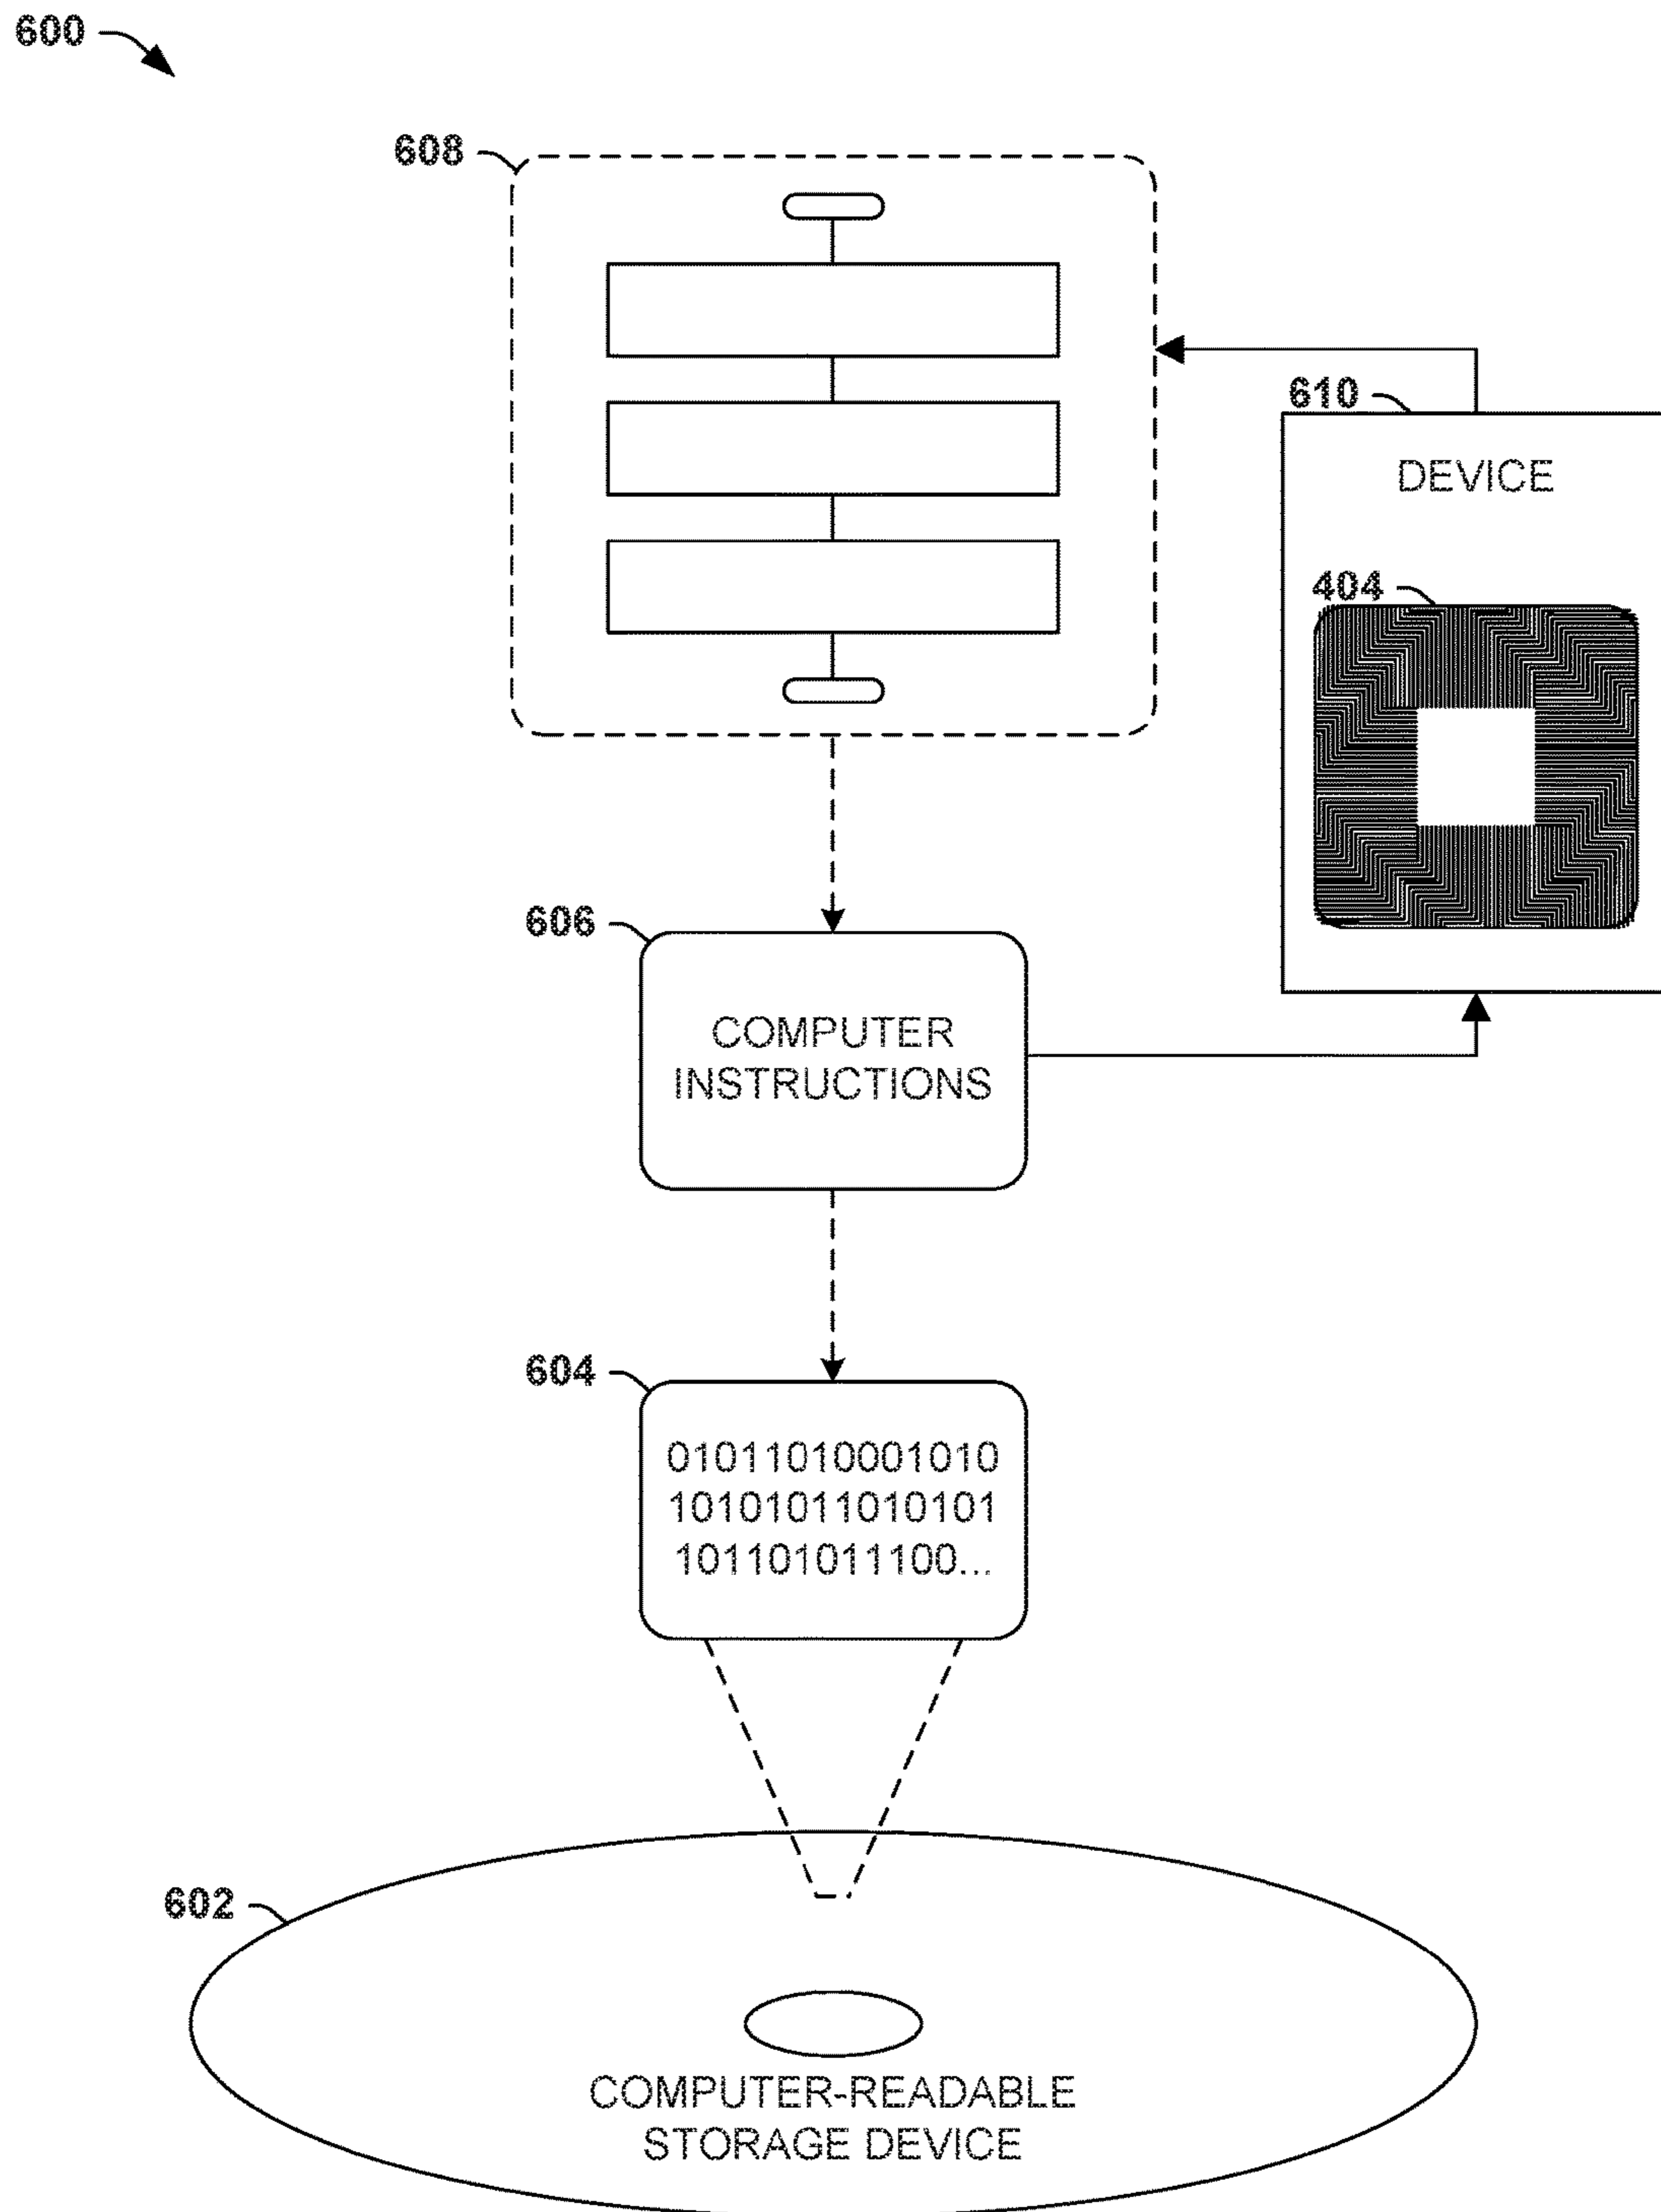 600
608
610
DEVICE
404
606
COMPUTER
INSTRUCTIONS
604
01011010001010
10101011010101
101101011100...
602
COMPUTER-READABLE
STORAGE DEVICE